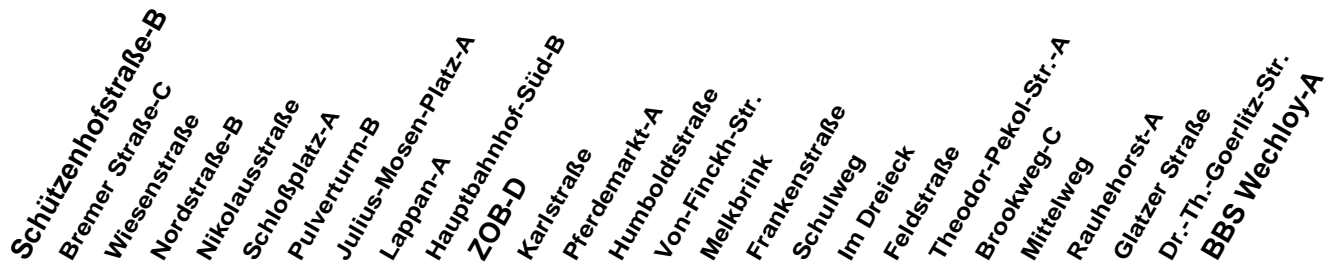 Schützenhofstraße-B
Bremer Straße-C
Wiesenstraße
Nordstraße-B
Nikolausstraße
Schloßplatz-A
Pulverturm-B
Julius-Mosen-Platz-A
Lappan-A
Hauptbahnhof-Süd-B
ZOB-D
Karlstraße
Pferdemarkt-A
Humboldtstraße
Von-Finckh-Str.
Melkbrink
Frankenstraße
Schulweg
Im Dreieck
Feldstraße
Theodor-Pekol-Str.-A
Brookweg-C
Mittelweg
Rauhehorst-A
Glatzer Straße
Dr.-Th.-Goerlitz-Str.
BBS Wechloy-A